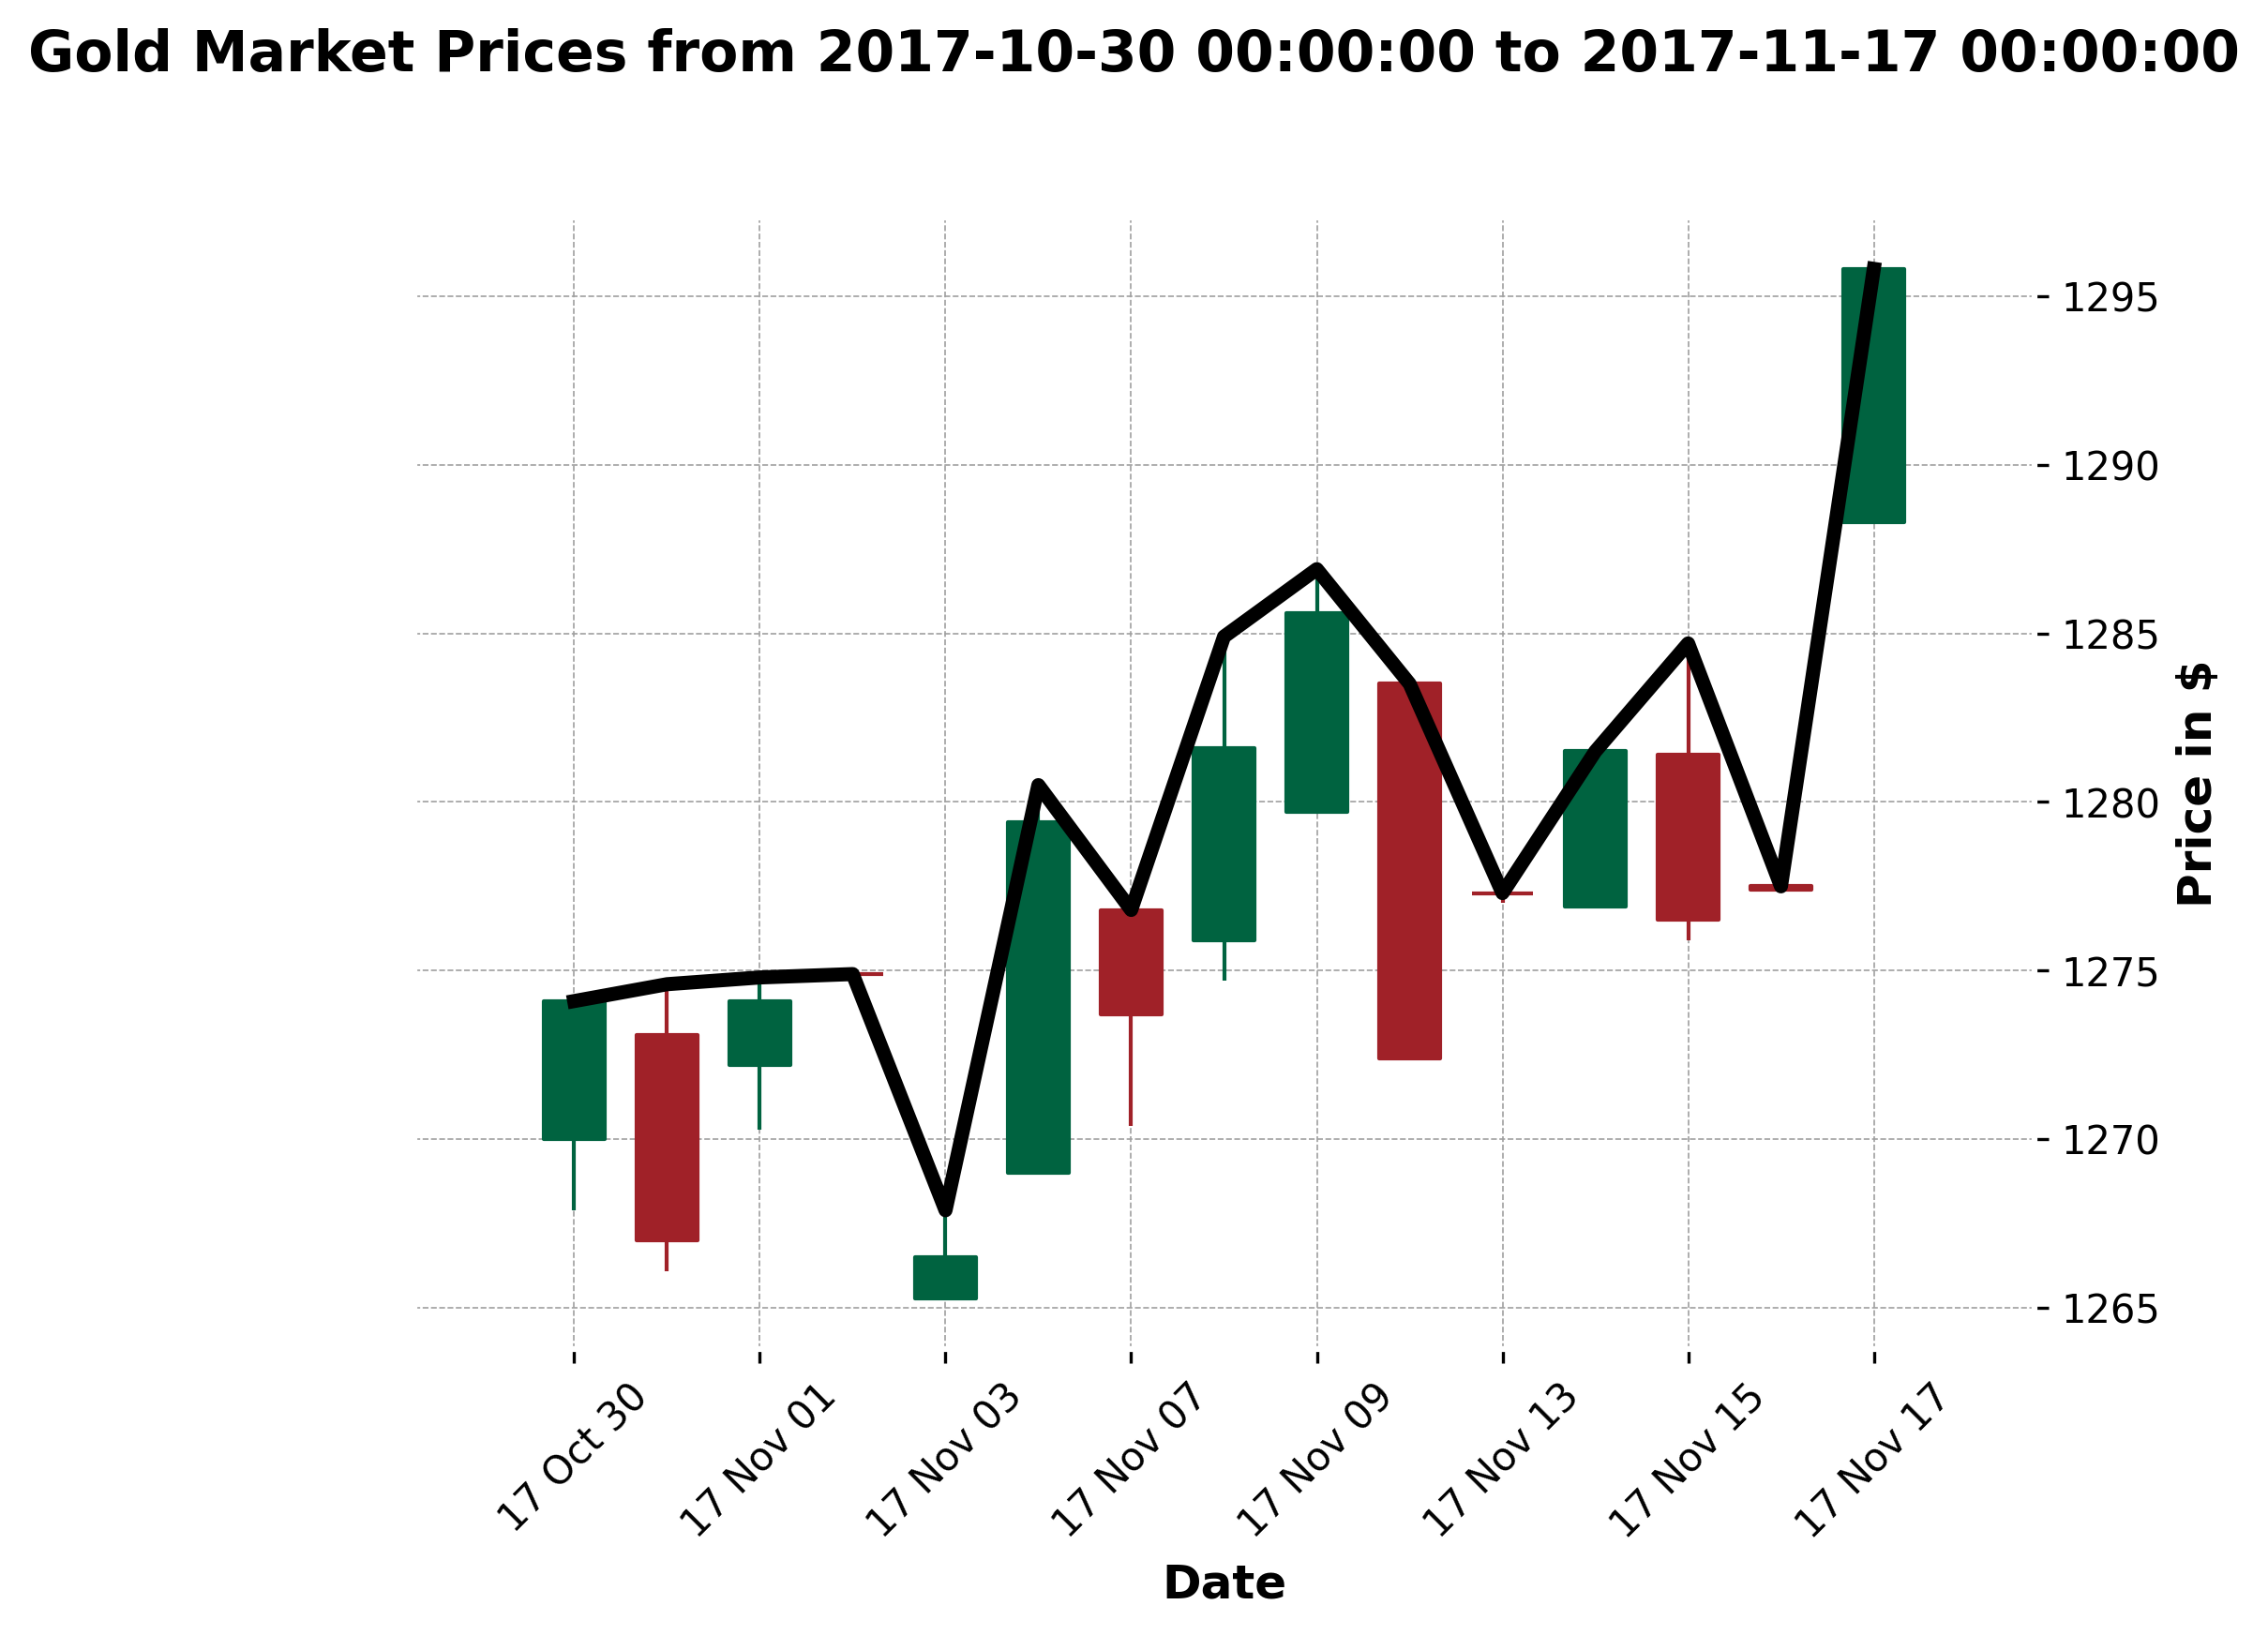 Gold Market Prices from 2017-10-30 00:00:00 to 2017-11-17 00:00:00
1295
1290
1285
1280
1275
1270
1265
Price in $
17 Oct 30
17 Nov 01
17 Nov 03
17 Nov 07
17 Nov 09
17 Nov 13
17 Nov 15
17 Nov 17
Date